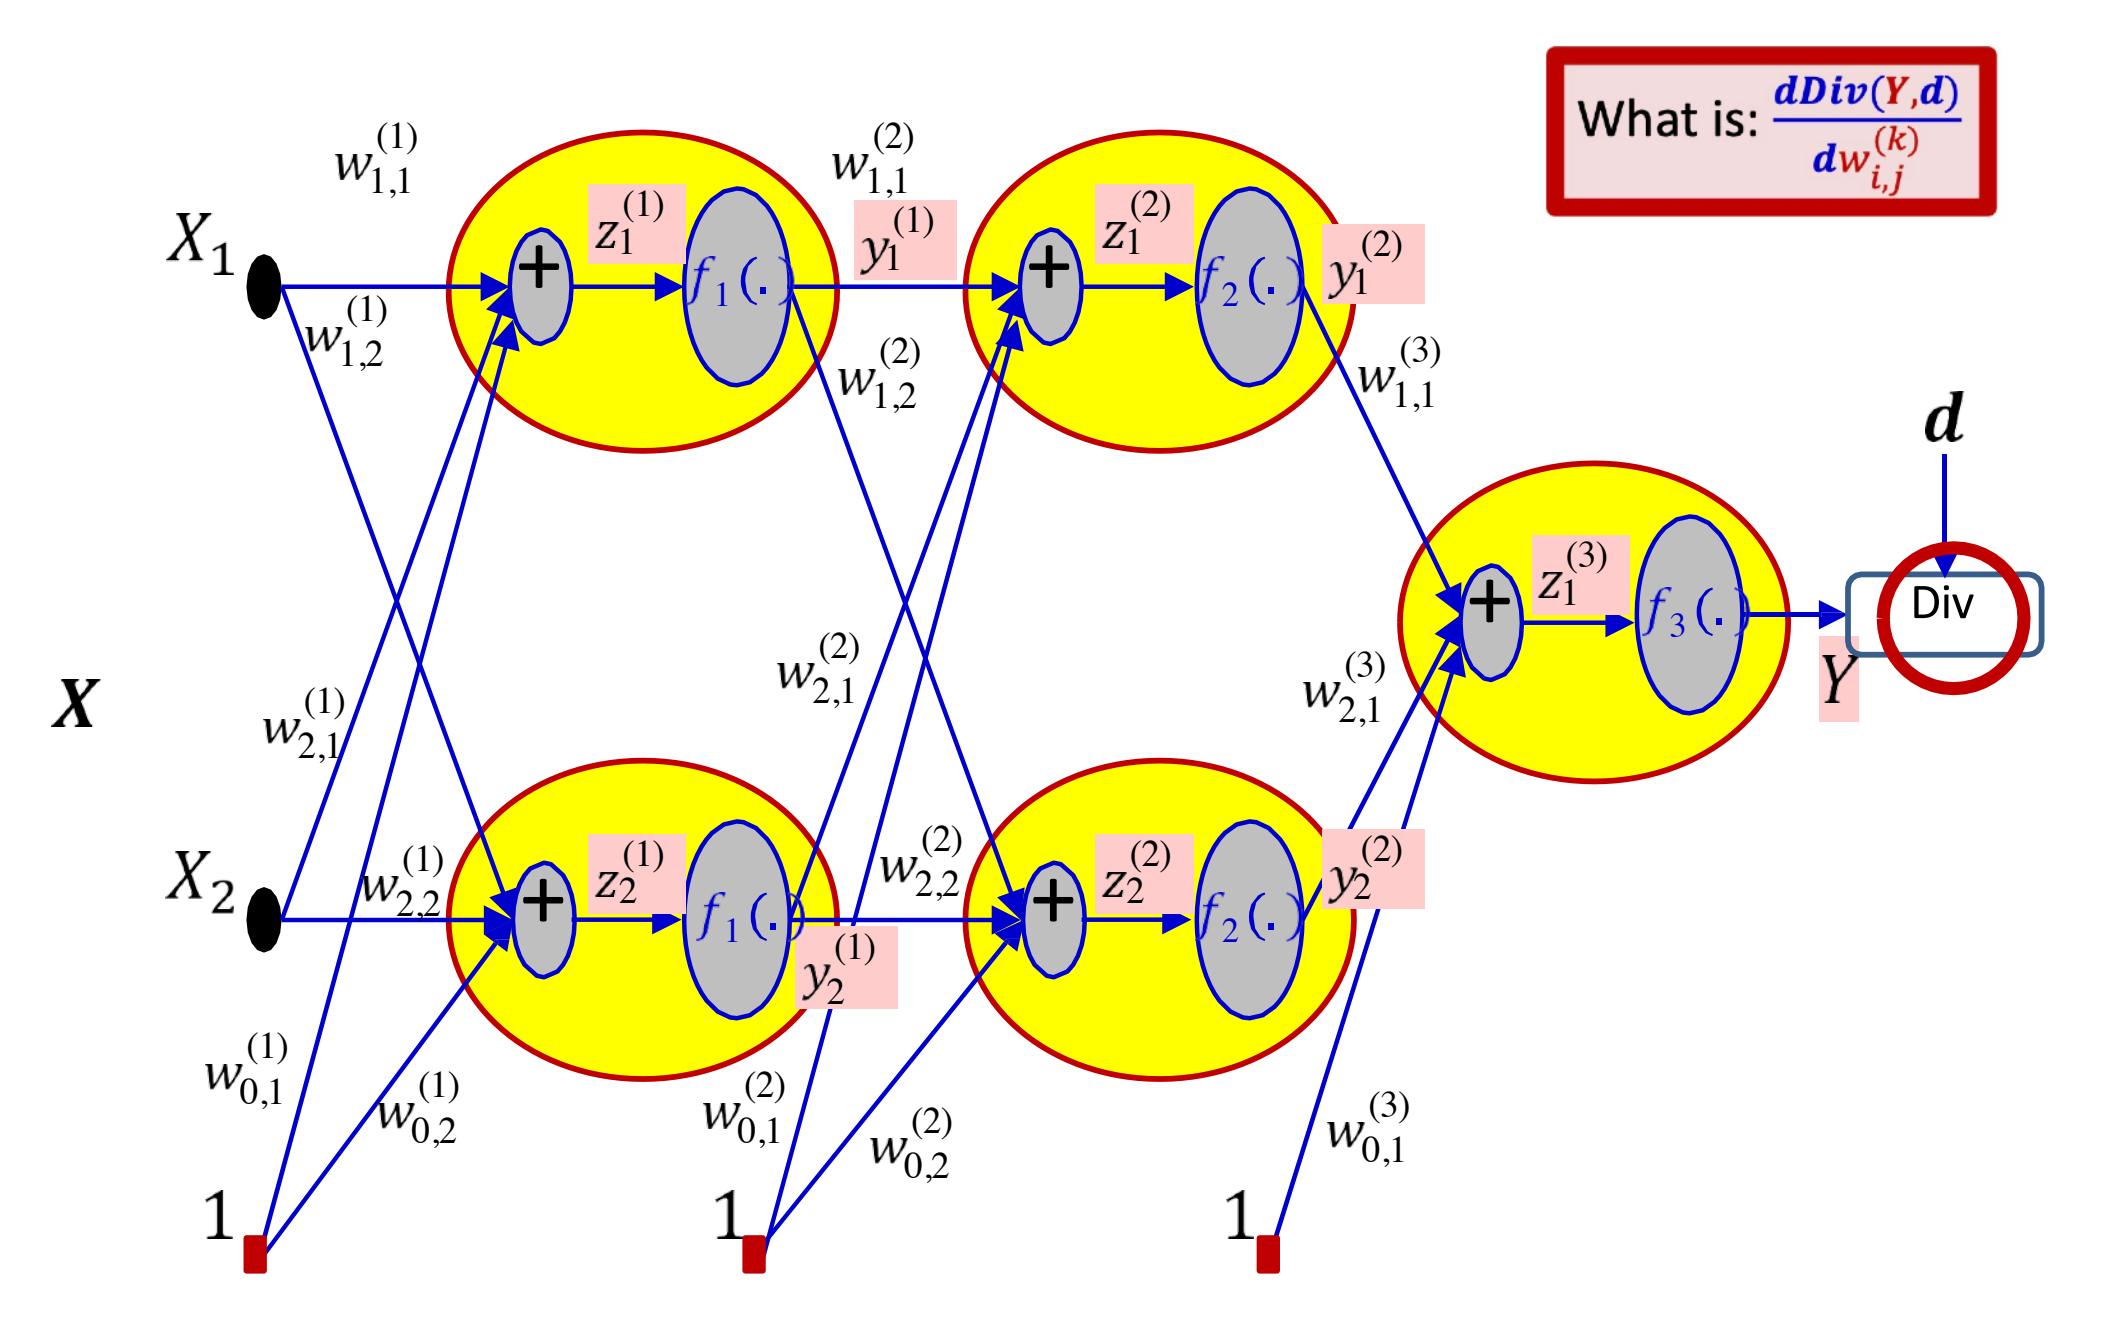 What is: dDiv(Y,d) / dw_{i,j}^{(k)}
w_{1,1}^{(1)}
w_{1,1}^{(2)}
X_1
z_1^{(1)}
y_1^{(1)}
z_1^{(2)}
y_1^{(2)}
+
f_1(.)
+
f_2(.)
w_{1,2}^{(1)}
w_{1,2}^{(2)}
w_{1,1}^{(3)}
d
z_1^{(3)}
+
f_3(.)
Div
X
w_{2,1}^{(1)}
w_{2,1}^{(2)}
w_{2,1}^{(3)}
Y
X_2
w_{2,2}^{(1)}
z_2^{(1)}
w_{2,2}^{(2)}
z_2^{(2)}
y_2^{(2)}
+
f_1(.)
+
f_2(.)
y_2^{(1)}
w_{0,1}^{(1)}
w_{0,2}^{(1)}
w_{0,1}^{(2)}
w_{0,2}^{(2)}
w_{0,1}^{(3)}
1
1
1